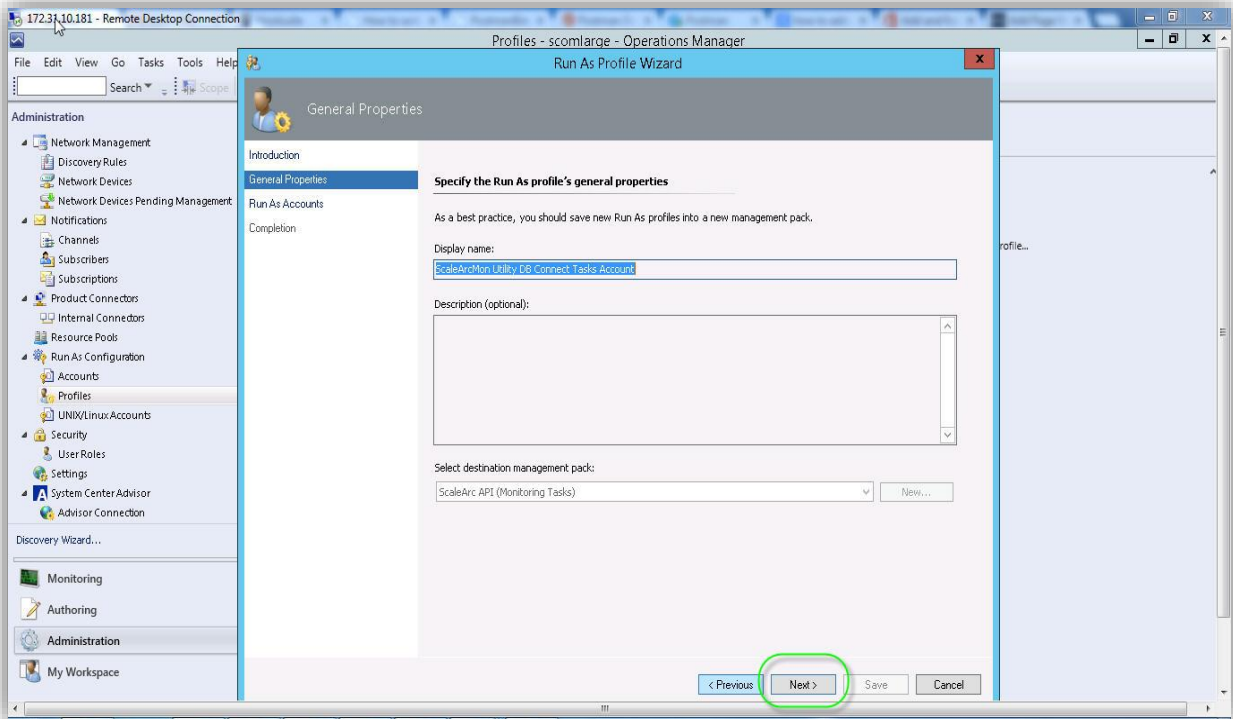 172.31.10.181 - Remote Desktop Connection
Profiles - scomlarge - Operations Manager
File Edit View Go Tasks Tools Help
Search
Scope
Run As Profile Wizard
General Properties
Administration
Network Management
Discovery Rules
Network Devices
Network Devices Pending Management
Notifications
Channels
Subscribers
Subscriptions
Product Connectors
Internal Connectors
Resource Pools
Run As Configuration
Accounts
Profiles
UNIX/Linux Accounts
Security
User Roles
Settings
System Center Advisor
Advisor Connection
Discovery Wizard...
Monitoring
Authoring
Administration
My Workspace
Introduction
General Properties
Run As Accounts
Completion
Specify the Run As profile's general properties
As a best practice, you should save new Run As profiles into a new management pack.
Display name:
ScaleArcMon Utility DB Connect Tasks Account
Description (optional):
Select destination management pack:
ScaleArc API (Monitoring Tasks)
New...
< Previous
Next >
Save
Cancel
rofile...